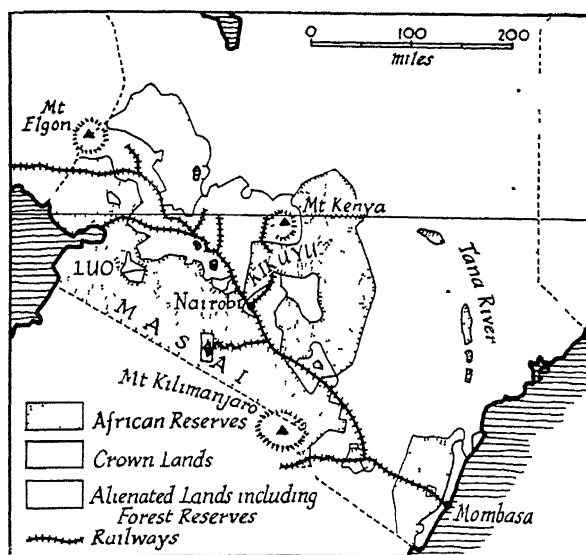 0 100 200
miles
Mt
Elgon
Mt Kenya
KIKUYU
LUO
Nairobi
Tana River
MASAI
Mt Kilimanjaro
African Reserves
Crown Lands
Alienated Lands including
Forest Reserves
Railways
Mombasa